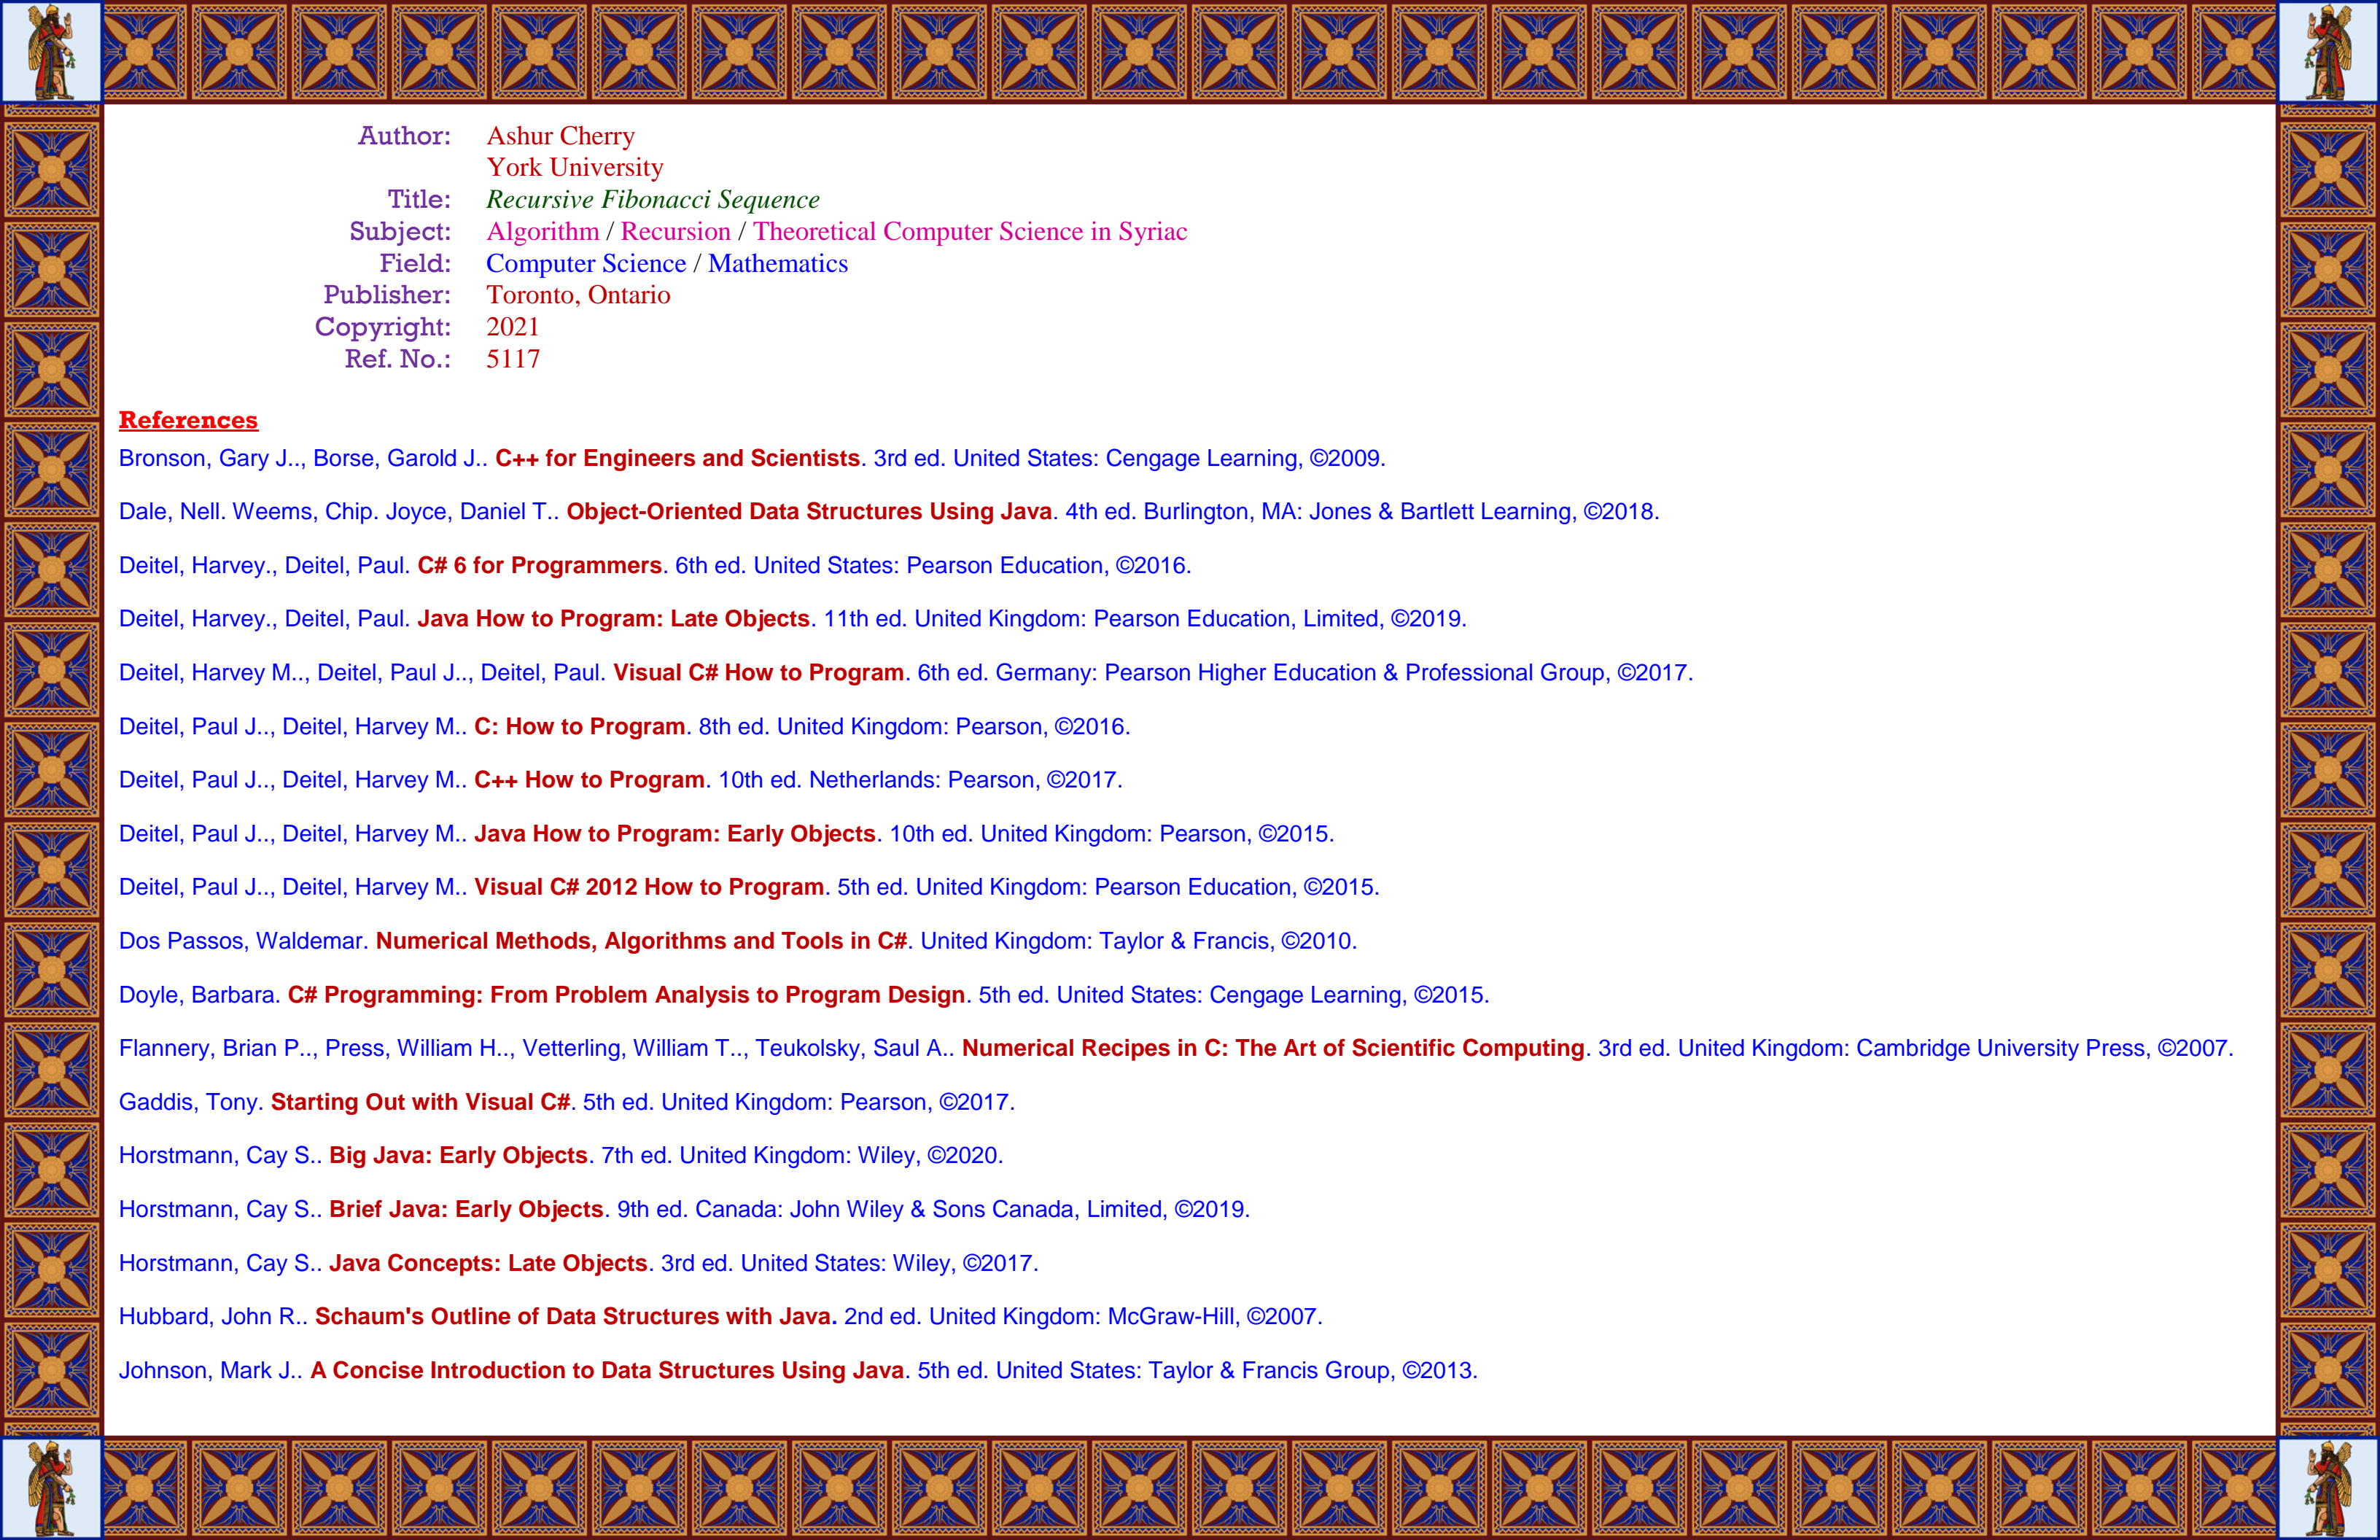 Author: Ashur Cherry
York University
Title: Recursive Fibonacci Sequence
Subject: Algorithm / Recursion / Theoretical Computer Science in Syriac
Field: Computer Science / Mathematics
Publisher: Toronto, Ontario
Copyright: 2021
Ref. No.: 5117
References
Bronson, Gary J.., Borse, Garold J.. C++ for Engineers and Scientists. 3rd ed. United States: Cengage Learning, ©2009.
Dale, Nell. Weems, Chip. Joyce, Daniel T.. Object-Oriented Data Structures Using Java. 4th ed. Burlington, MA: Jones & Bartlett Learning, ©2018.
Deitel, Harvey., Deitel, Paul. C# 6 for Programmers. 6th ed. United States: Pearson Education, ©2016.
Deitel, Harvey., Deitel, Paul. Java How to Program: Late Objects. 11th ed. United Kingdom: Pearson Education, Limited, ©2019.
Deitel, Harvey M.., Deitel, Paul J.., Deitel, Paul. Visual C# How to Program. 6th ed. Germany: Pearson Higher Education & Professional Group, ©2017.
Deitel, Paul J.., Deitel, Harvey M.. C: How to Program. 8th ed. United Kingdom: Pearson, ©2016.
Deitel, Paul J.., Deitel, Harvey M.. C++ How to Program. 10th ed. Netherlands: Pearson, ©2017.
Deitel, Paul J.., Deitel, Harvey M.. Java How to Program: Early Objects. 10th ed. United Kingdom: Pearson, ©2015.
Deitel, Paul J.., Deitel, Harvey M.. Visual C# 2012 How to Program. 5th ed. United Kingdom: Pearson Education, ©2015.
Dos Passos, Waldemar. Numerical Methods, Algorithms and Tools in C#. United Kingdom: Taylor & Francis, ©2010.
Doyle, Barbara. C# Programming: From Problem Analysis to Program Design. 5th ed. United States: Cengage Learning, ©2015.
Flannery, Brian P.., Press, William H.., Vetterling, William T.., Teukolsky, Saul A.. Numerical Recipes in C: The Art of Scientific Computing. 3rd ed. United Kingdom: Cambridge University Press, ©2007.
Gaddis, Tony. Starting Out with Visual C#. 5th ed. United Kingdom: Pearson, ©2017.
Horstmann, Cay S.. Big Java: Early Objects. 7th ed. United Kingdom: Wiley, ©2020.
Horstmann, Cay S.. Brief Java: Early Objects. 9th ed. Canada: John Wiley & Sons Canada, Limited, ©2019.
Horstmann, Cay S.. Java Concepts: Late Objects. 3rd ed. United States: Wiley, ©2017.
Hubbard, John R.. Schaum's Outline of Data Structures with Java. 2nd ed. United Kingdom: McGraw-Hill, ©2007.
Johnson, Mark J.. A Concise Introduction to Data Structures Using Java. 5th ed. United States: Taylor & Francis Group, ©2013.